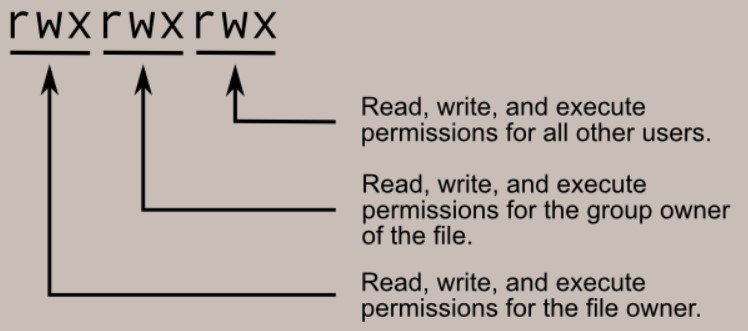 rwxrwxrwx
Read, write, and execute
permissions for all other users.
Read, write, and execute
permissions for the group owner
of the file.
Read, write, and execute
permissions for the file owner.